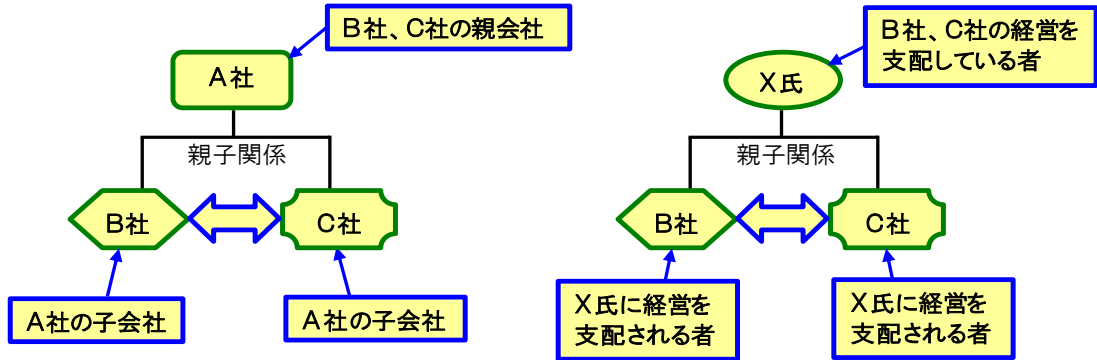 B社、C社の親会社
A社
親子関係
B社
C社
A社の子会社
A社の子会社
B社、C社の経営を
支配している者
X氏
親子関係
B社
C社
X氏に経営を
支配される者
X氏に経営を
支配される者